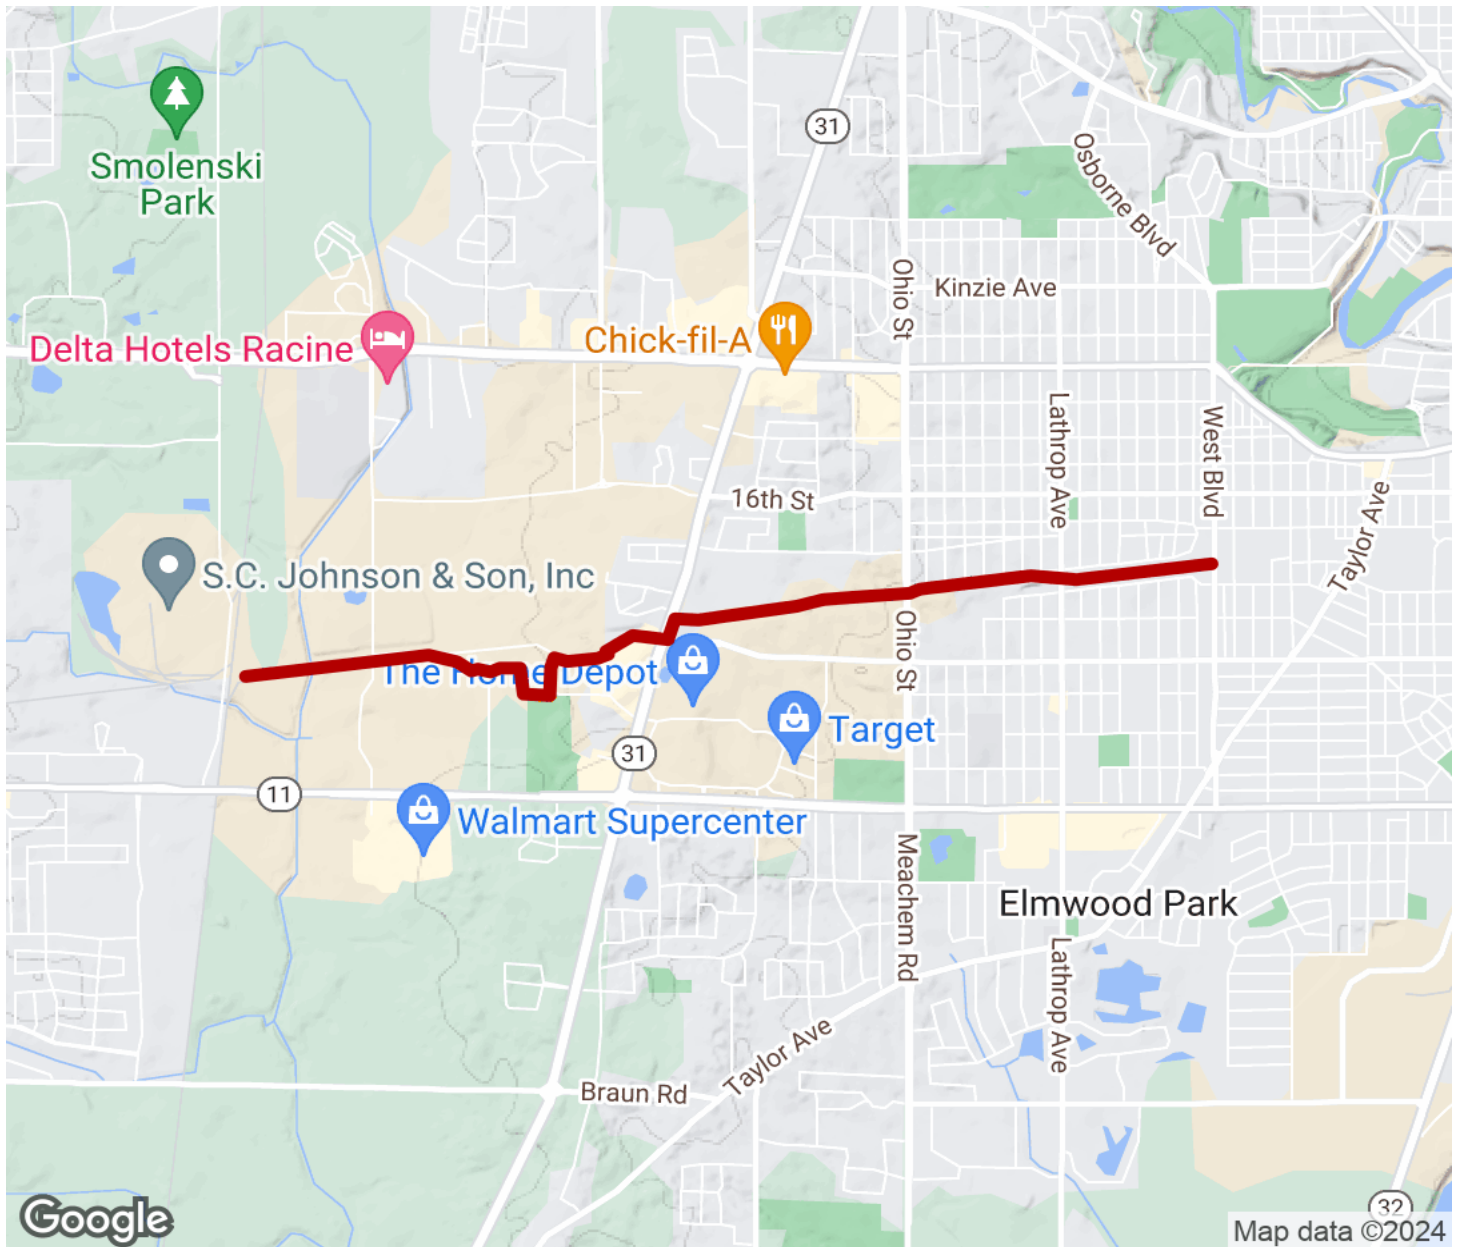 31
Smolenski
Park
Osborne Blvd
Ohio St
Kinzie Ave
Chick-fil-A
Delta Hotels Racine
Lathrop Ave
West Blvd
16th St
Taylor Ave
S.C. Johnson & Son, Inc
Ohio St
The Home Depot
Target
31
11
Walmart Supercenter
Meachem Rd
Elmwood Park
Lathrop Ave
Taylor Ave
Braun Rd
32
Google
Map data ©2024